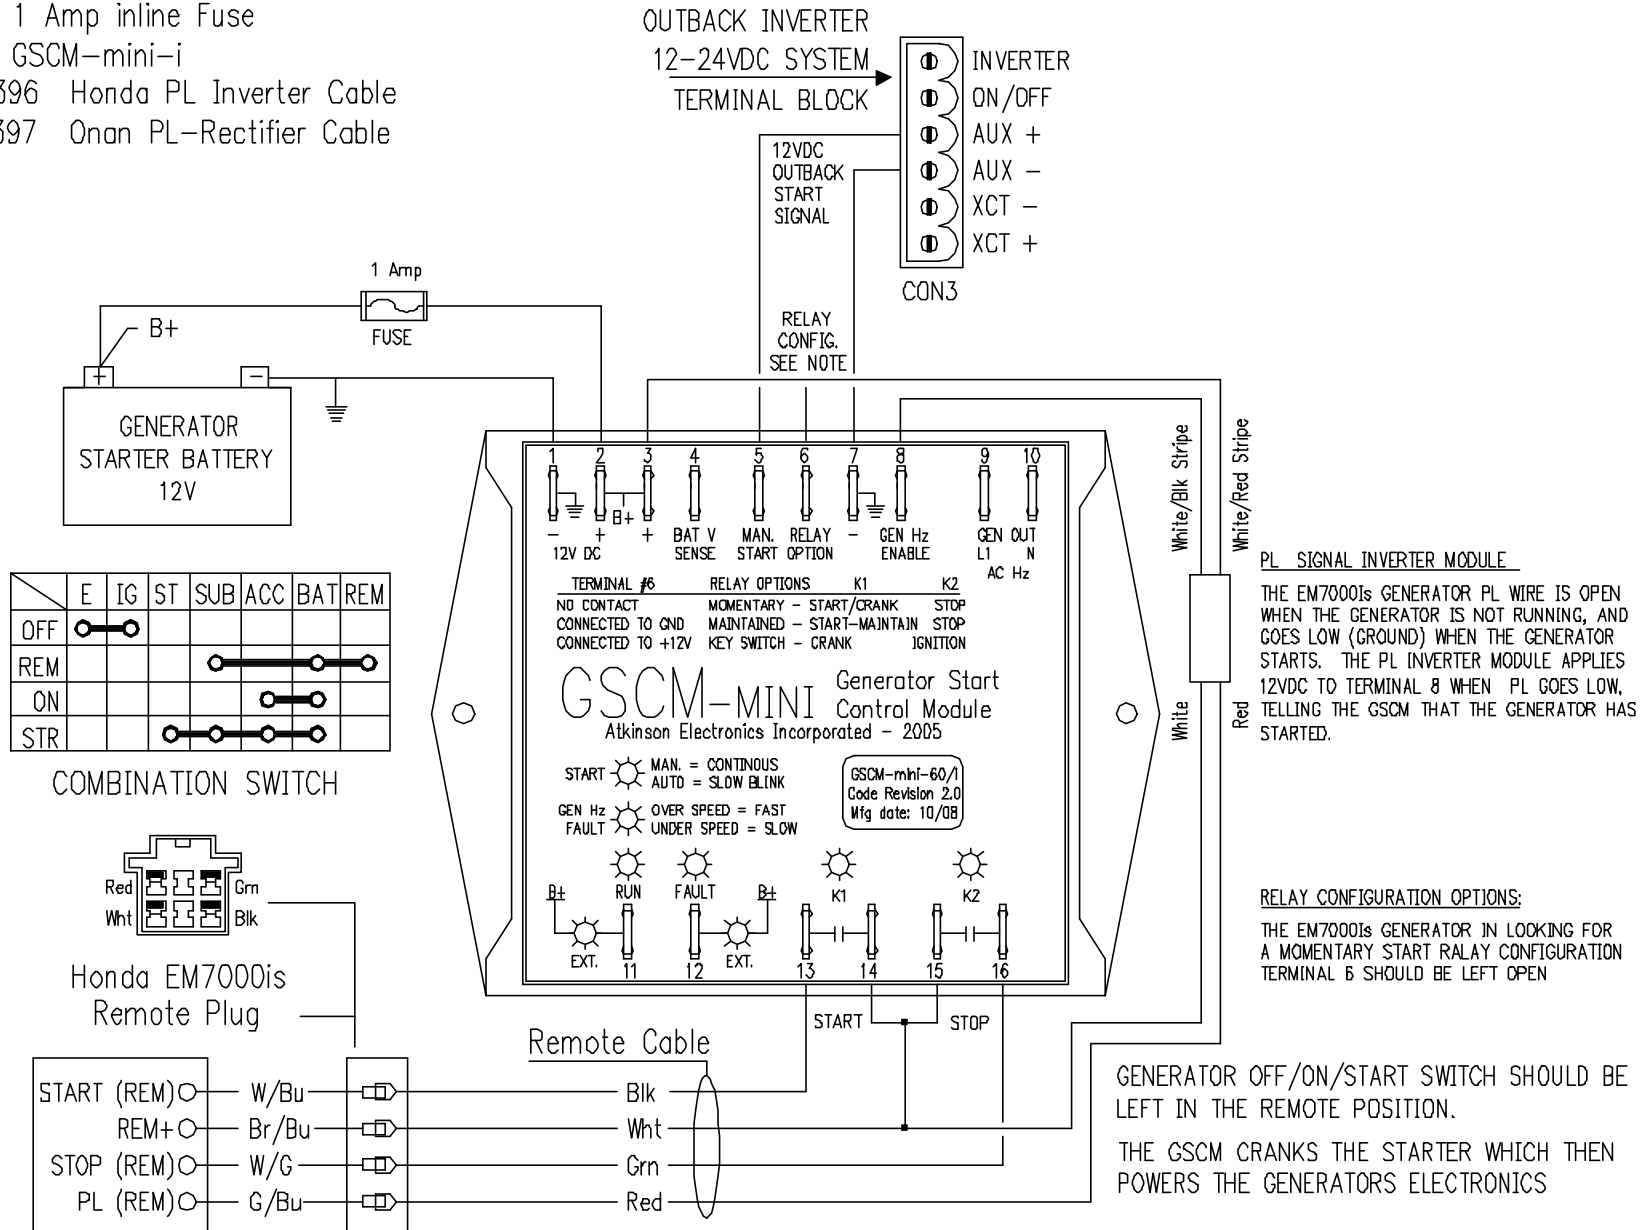 1 Amp inline Fuse
GSCM-mini-i
396 Honda PL Inverter Cable
397 Onan PL-Rectifier Cable
OUTBACK INVERTER
12-24VDC SYSTEM
TERMINAL BLOCK
INVERTER
ON/OFF
AUX +
AUX -
XCT -
XCT +
CON3
12VDC
OUTBACK
START
SIGNAL
1 Amp
FUSE
B+
+
-
GENERATOR
STARTER BATTERY
12V
RELAY
CONFIG.
SEE NOTE
1 2 3 4 5 6 7 8 9 10
B+
- + + BAT V MAN. RELAY - GEN Hz GEN OUT
12V DC SENSE START OPTION ENABLE L1 N
AC Hz
TERMINAL #6 RELAY OPTIONS K1 K2
NO CONTACT MOMENTARY - START/CRANK STOP
CONNECTED TO GND MAINTAINED - START-MAINTAIN STOP
CONNECTED TO +12V KEY SWITCH - CRANK IGNITION
GSCM-MINI Generator Start
Control Module
Atkinson Electronics Incorporated - 2005
START MAN. = CONTINOUS
AUTO = SLOW BLINK
GEN Hz
FAULT
OVER SPEED = FAST
UNDER SPEED = SLOW
GSCM-mini-60/i
Code Revision 2.0
Mfg date: 10/08
B+ RUN FAULT B+ K1 K2
EXT. EXT.
11 12 13 14 15 16
START STOP
White/Blk Stripe
White/Red Stripe
White
Red
PL SIGNAL INVERTER MODULE
THE EM7000Is GENERATOR PL WIRE IS OPEN
WHEN THE GENERATOR IS NOT RUNNING, AND
GOES LOW (GROUND) WHEN THE GENERATOR
STARTS. THE PL INVERTER MODULE APPLIES
12VDC TO TERMINAL 8 WHEN PL GOES LOW,
TELLING THE GSCM THAT THE GENERATOR HAS
STARTED.
RELAY CONFIGURATION OPTIONS:
THE EM7000Is GENERATOR IN LOOKING FOR
A MOMENTARY START RALAY CONFIGURATION
TERMINAL 6 SHOULD BE LEFT OPEN
GENERATOR OFF/ON/START SWITCH SHOULD BE
LEFT IN THE REMOTE POSITION.
THE GSCM CRANKS THE STARTER WHICH THEN
POWERS THE GENERATORS ELECTRONICS
E IG ST SUB ACC BAT REM
OFF
REM
ON
STR
COMBINATION SWITCH
Red Grn
Wht Blk
Honda EM7000is
Remote Plug
Remote Cable
START (REM) W/Bu Blk
REM+ Br/Bu Wht
STOP (REM) W/G Grn
PL (REM) G/Bu Red